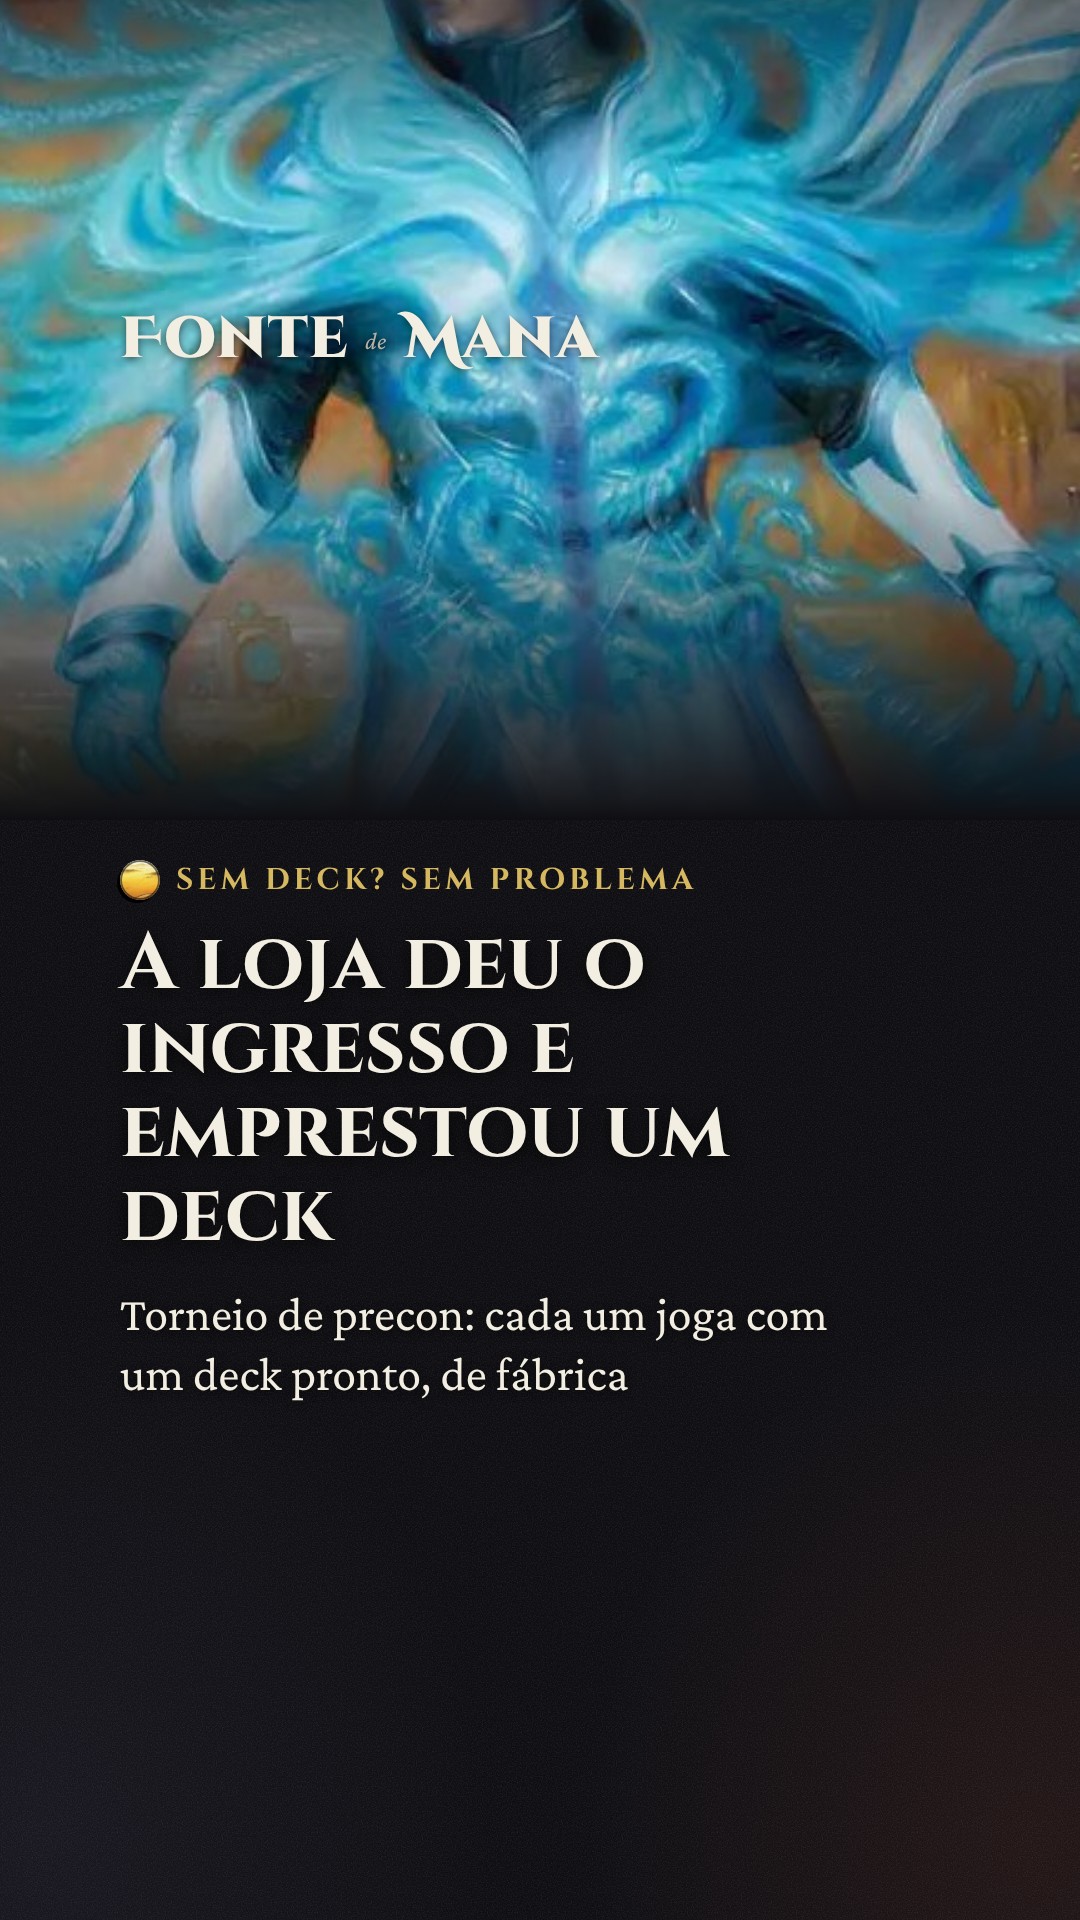 Fonte de Mana
SEM DECK? SEM PROBLEMA
A LOJA DEU O
INGRESSO E
EMPRESTOU UM
DECK
Torneio de precon: cada um joga com
um deck pronto, de fábrica